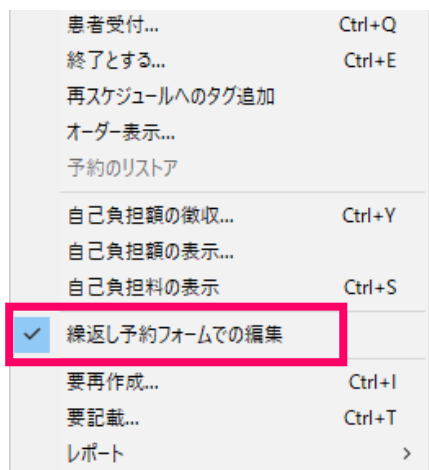 患者受付... Ctrl+Q
終了とする... Ctrl+E
再スケジュールへのタグ追加
オーダー表示...
予約のリストア
自己負担額の徴収... Ctrl+Y
自己負担額の表示...
自己負担料の表示 Ctrl+S
繰返し予約フォームでの編集
要再作成... Ctrl+I
要記載... Ctrl+T
レポート